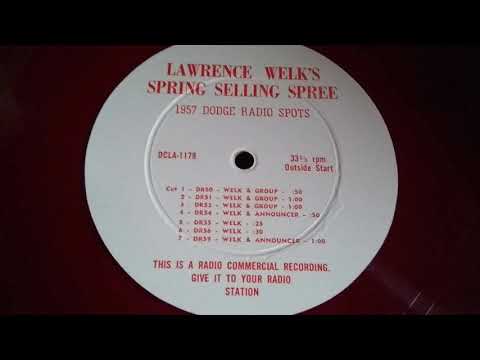 LAWRENCE WELK'S
SPRING SELLING SPREE
1957 DODGE RADIO SPOTS
DCLA-1178 33⅓ rpm
Outside Start
Cut 1 - DR50 - WELK & GROUP - :50
2 - DR51 - WELK & GROUP - 1:00
3 - DR53 - WELK & GROUP - 1:00
4 - DR54 - WELK & ANNOUNCER - :50
5 - DR55 - WELK - :25
6 - DR56 - WELK - :30
7 - DR59 - WELK & ANNOUNCER - 1:00
THIS IS A RADIO COMMERCIAL RECORDING.
GIVE IT TO YOUR RADIO
STATION